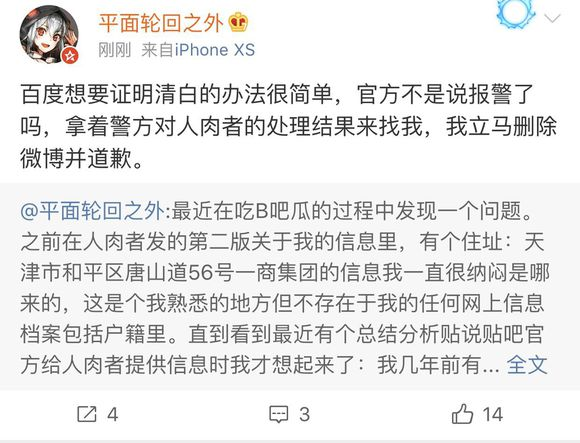 平面轮回之外
刚刚 来自iPhone XS
百度想要证明清白的办法很简单，官方不是说报警了
吗，拿着警方对人肉者的处理结果来找我，我立马删除
微博并道歉。
@平面轮回之外:最近在吃B吧瓜的过程中发现一个问题。
之前在人肉者发的第二版关于我的信息里，有个住址：天
津市和平区唐山道56号一商集团的信息我一直很纳闷是哪
来的，这是个我熟悉的地方但不存在于我的任何网上信息
档案包括户籍里。直到看到最近有个总结分析贴说贴吧官
方给人肉者提供信息时我才想起来了：我几年前有... 全文
4 3 14